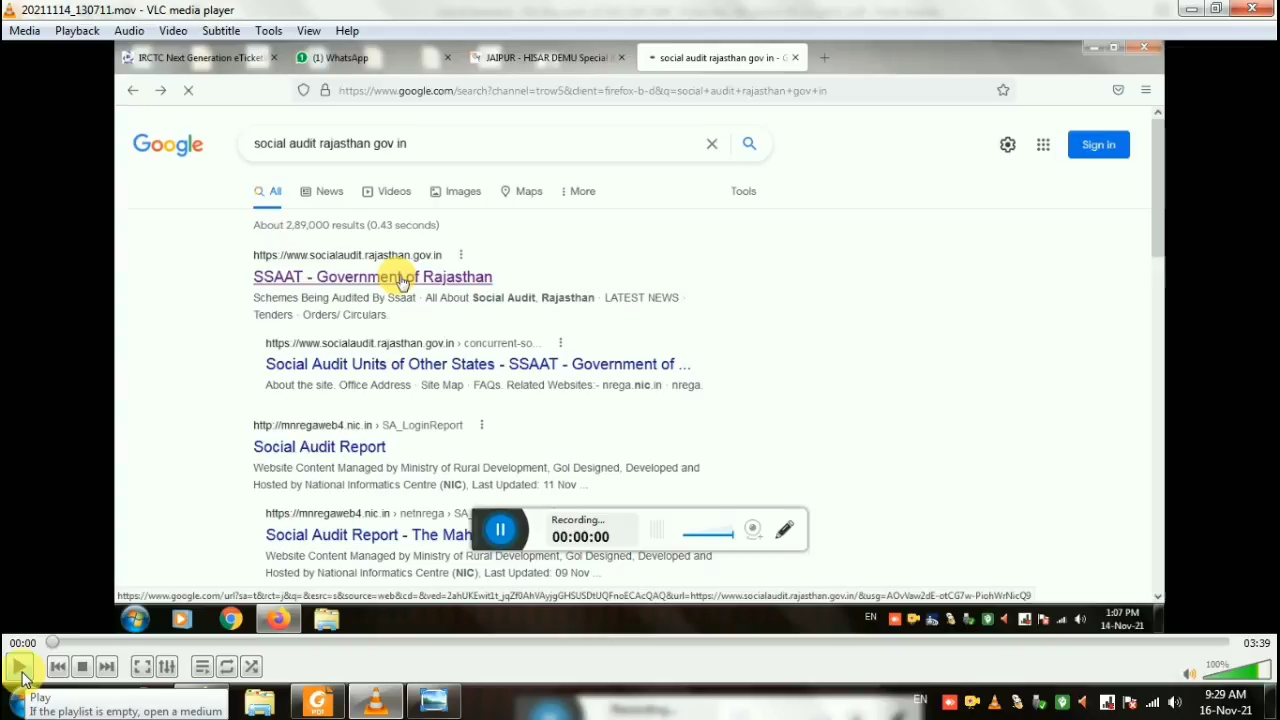 20211114_130711.mov - VLC media player
Media Playback Audio Video Subtitle Tools View Help
IRCTC Next Generation eTicket
(1) WhatsApp
JAIPUR - HISAR DEMU Special
social audit rajasthan gov in - G
https://www.google.com/search?channel=trow5&client=firefox-b-d&q=social+audit+rajasthan+gov+in
Google
social audit rajasthan gov in
Sign in
All News Videos Images Maps More Tools
About 2,89,000 results (0.43 seconds)
https://www.socialaudit.rajasthan.gov.in
SSAAT - Government of Rajasthan
Schemes Being Audited By Ssaat · All About Social Audit, Rajasthan · LATEST NEWS ·
Tenders · Orders/ Circulars.
https://www.socialaudit.rajasthan.gov.in › concurrent-so...
Social Audit Units of Other States - SSAAT - Government of ...
About the site. Office Address · Site Map · FAQs. Related Websites:- nrega.nic.in · nrega.
http://mnregaweb4.nic.in › SA_LoginReport
Social Audit Report
Website Content Managed by Ministry of Rural Development, GoI Designed, Developed and
Hosted by National Informatics Centre (NIC), Last Updated: 11 Nov ...
https://mnregaweb4.nic.in › netnrega › SA_
Social Audit Report - The Mah
Website Content Managed by Ministry of Rural Development, GoI Designed, Developed and
Hosted by National Informatics Centre (NIC), Last Updated: 09 Nov ...
Recording...
00:00:00
EN
1:07 PM
14-Nov-21
00:00
03:39
100%
Play
If the playlist is empty, open a medium
PDF
Recording...
EN
9:29 AM
16-Nov-21